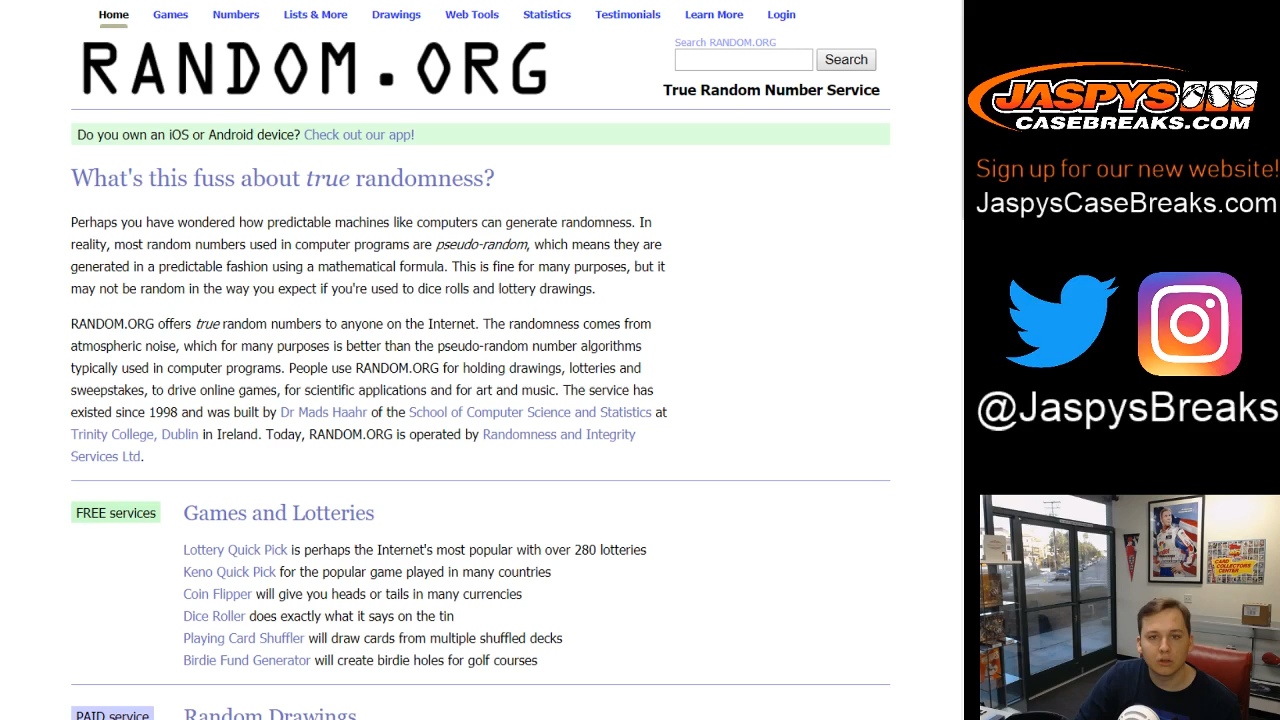 Home Games Numbers Lists & More Drawings Web Tools Statistics Testimonials Learn More Login
RANDOM.ORG
Search RANDOM.ORG
Search
True Random Number Service
Do you own an iOS or Android device? Check out our app!
What's this fuss about true randomness?
Perhaps you have wondered how predictable machines like computers can generate randomness. In
reality, most random numbers used in computer programs are pseudo-random, which means they are
generated in a predictable fashion using a mathematical formula. This is fine for many purposes, but it
may not be random in the way you expect if you're used to dice rolls and lottery drawings.
RANDOM.ORG offers true random numbers to anyone on the Internet. The randomness comes from
atmospheric noise, which for many purposes is better than the pseudo-random number algorithms
typically used in computer programs. People use RANDOM.ORG for holding drawings, lotteries and
sweepstakes, to drive online games, for scientific applications and for art and music. The service has
existed since 1998 and was built by Dr Mads Haahr of the School of Computer Science and Statistics at
Trinity College, Dublin in Ireland. Today, RANDOM.ORG is operated by Randomness and Integrity
Services Ltd.
FREE services
Games and Lotteries
Lottery Quick Pick is perhaps the Internet's most popular with over 280 lotteries
Keno Quick Pick for the popular game played in many countries
Coin Flipper will give you heads or tails in many currencies
Dice Roller does exactly what it says on the tin
Playing Card Shuffler will draw cards from multiple shuffled decks
Birdie Fund Generator will create birdie holes for golf courses
PAID service
Random Drawings
JASPYS
CASEBREAKS.COM
Sign up for our new website!
JaspysCaseBreaks.com
@JaspysBreaks
CARD COLLECTORS
CENTER